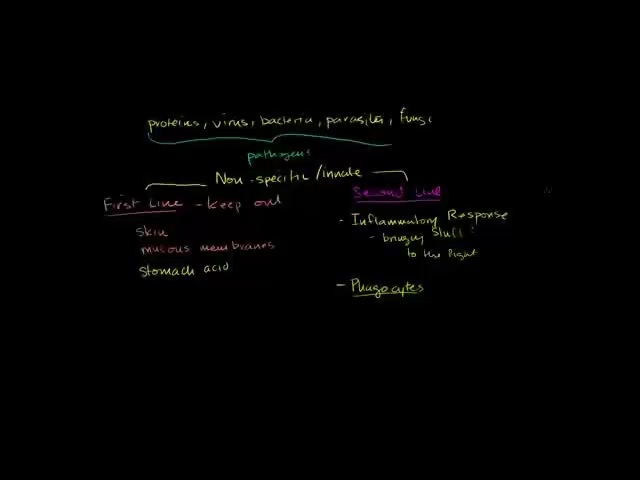 proteins, virus, bacteria, parasites, fungi
pathogens
Non-specific/innate
First Line - keep out
Second Line
skin
mucous membranes
stomach acid
- Inflammatory Response
- bringing stuff
to the fight
- Phagocytes